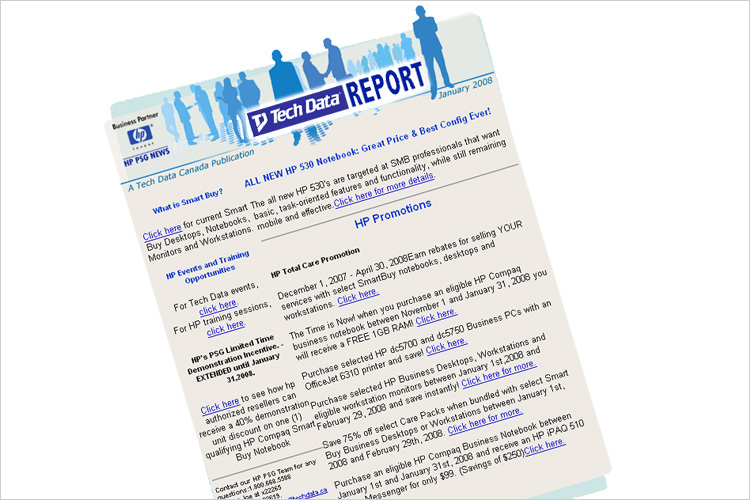 Tech Data REPORT
January 2008
Business Partner
hp
invent
HP PSG NEWS
A Tech Data Canada Publication
What is Smart Buy?
Click here for current Smart
Buy Desktops, Notebooks,
Monitors and Workstations.
HP Events and Training
Opportunities
For Tech Data events,
click here.
For HP training sessions,
click here.
HP's PSG Limited Time
Demonstration Incentive. -
EXTENDED until January
31,2008.
Click here to see how hp
authorized resellers can
receive a 40% demonstration
unit discount on one (1)
qualifying HP Compaq Smart
Buy Notebook
Contact our HP PSG Team for any
questions:1.800.668.5588
log at x22265
techdata.ca
ALL NEW HP 530 Notebook: Great Price & Best Config Ever!
The all new HP 530's are targeted at SMB professionals that want
basic, task-oriented features and functionality, while still remaining
mobile and effective.Click here for more details.
HP Promotions
HP Total Care Promotion
December 1, 2007 - April 30, 2008Earn rebates for selling YOUR
services with select SmartBuy notebooks, desktops and
workstations. Click here.
The Time is Now! when you purchase an eligible HP Compaq
business notebook between November 1 and January 31, 2008 you
will receive a FREE 1GB RAM! Click here.
Purchase selected HP dc5700 and dc5750 Business PCs with an
OfficeJet 6310 printer and save! Click here.
Purchase selected HP Business Desktops, Workstations and
eligible workstation monitors between January 1st,2008 and
February 29, 2008 and save instantly! Click here for more.
Save 75% off select Care Packs when bundled with select Smart
Buy Business Desktops or Workstations between January 1st,
2008 and February 29th, 2008. Click here for more.
Purchase an eligible HP Compaq Business Notebook between
January 1st and January 31st, and receive an HP iPAQ 510
Messenger for only $99. (Savings of $250)Click here.